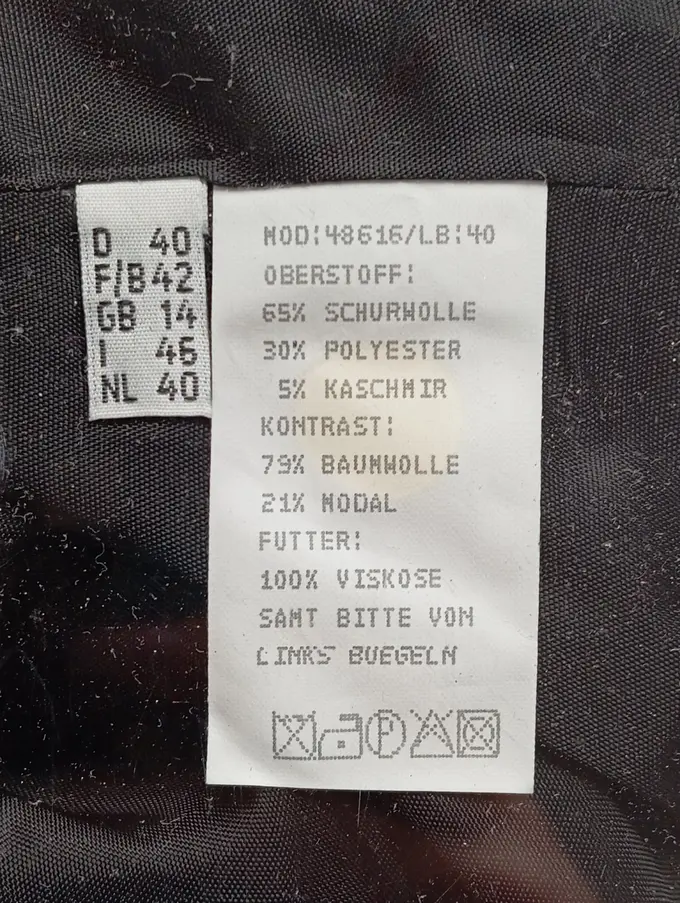 D 40
F/B 42
GB 14
I 46
NL 40
MOD:48616/LB:40
OBERSTOFF:
65% SCHURWOLLE
30% POLYESTER
5% KASCHMIR
KONTRAST:
79% BAUMWOLLE
21% MODAL
FUTTER:
100% VISKOSE
SAMT BITTE VON
LINKS BUEGELN
P